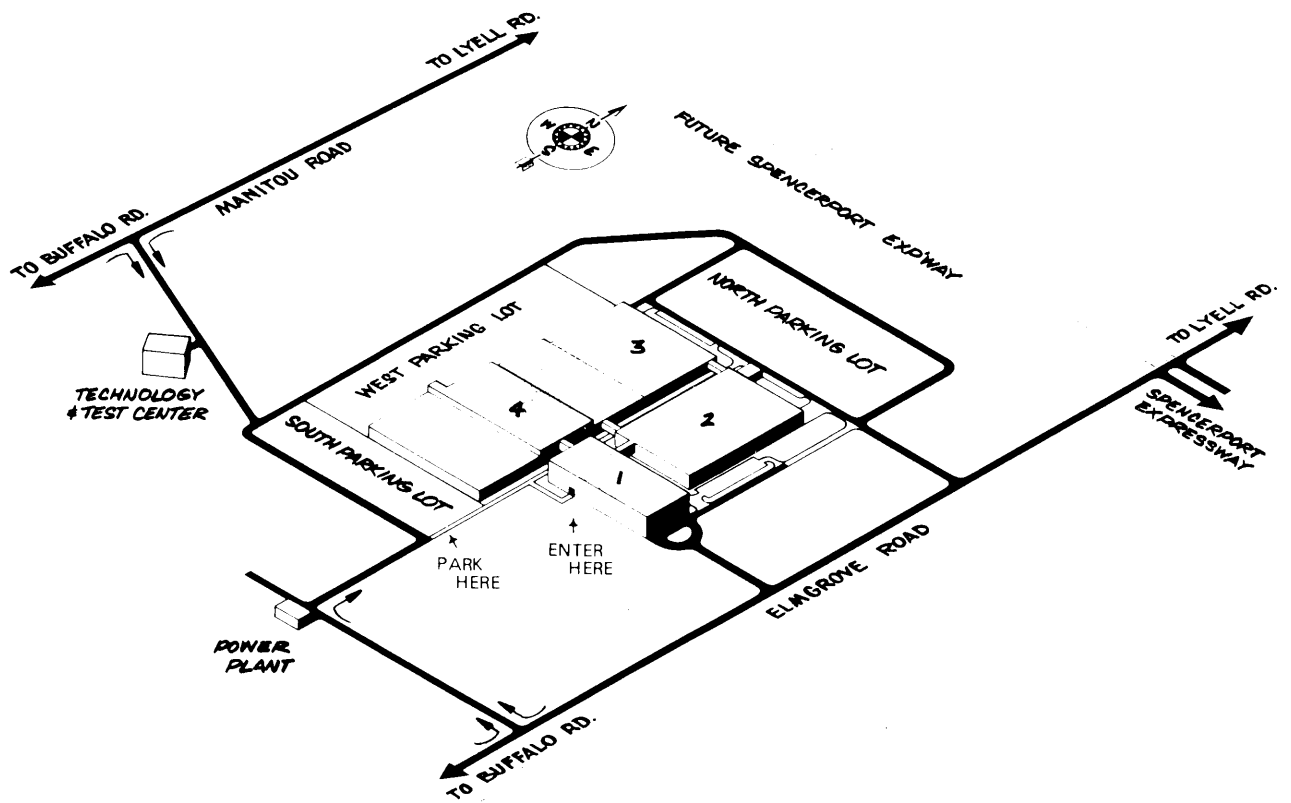 TO LYELL RD.
MANITOU ROAD
TO BUFFALO RD.
N
W
S
E
FUTURE SPENCERPORT EXP'WAY
NORTH PARKING LOT
TO LYELL RD.
SPENCERPORT
EXPRESSWAY
WEST PARKING LOT
3
TECHNOLOGY
& TEST CENTER
4
2
SOUTH PARKING LOT
1
PARK
HERE
ENTER
HERE
ELMGROVE ROAD
POWER
PLANT
TO BUFFALO RD.